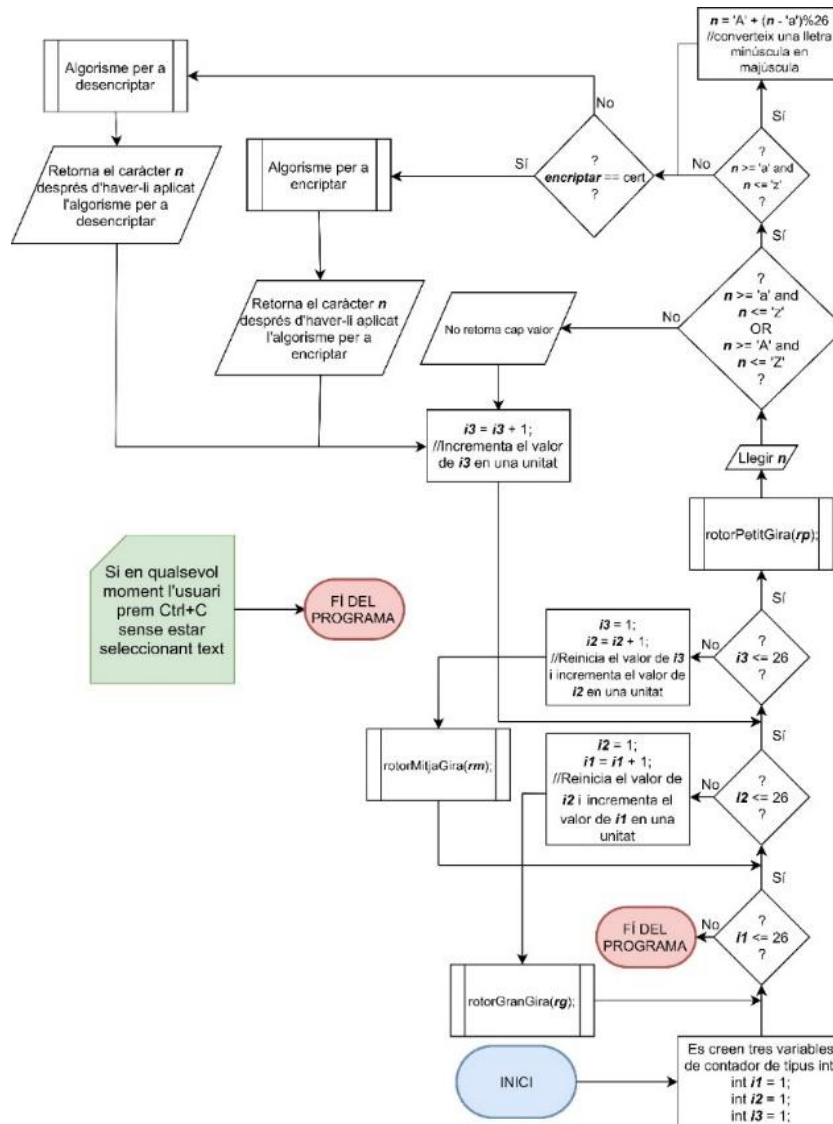 n = 'A' + (n - 'a')%26
//converteix una lletra
minúscula en
majúscula
Algorisme per a
desencriptar
No
Sí
Retorna el caràcter n
després d'haver-li aplicat
l'algorisme per a
desencriptar
Algorisme per a
encriptar
Sí
?
encriptar == cert
?
No
?
n >= 'a' and
n <= 'z'
?
Sí
Retorna el caràcter n
després d'haver-li aplicat
l'algorisme per a
encriptar
No retorna cap valor
No
?
n >= 'a' and
n <= 'z'
OR
n >= 'A' and
n <= 'Z'
?
i3 = i3 + 1;
//Incrementa el valor
de i3 en una unitat
Llegir n
rotorPetitGira(rp);
Si en qualsevol
moment l'usuari
prem Ctrl+C
sense estar
seleccionant text
FÍ DEL
PROGRAMA
Sí
i3 = 1;
i2 = i2 + 1;
//Reinicia el valor de i3
i incrementa el valor de
i2 en una unitat
No
?
i3 <= 26
?
Sí
rotorMitjaGira(rm);
i2 = 1;
i1 = i1 + 1;
//Reinicia el valor de
i2 i incrementa el
valor de i1 en una
unitat
No
?
i2 <= 26
?
Sí
FÍ DEL
PROGRAMA
No
?
i1 <= 26
?
rotorGranGira(rg);
INICI
Es creen tres variables
de contador de tipus int
int i1 = 1;
int i2 = 1;
int i3 = 1;